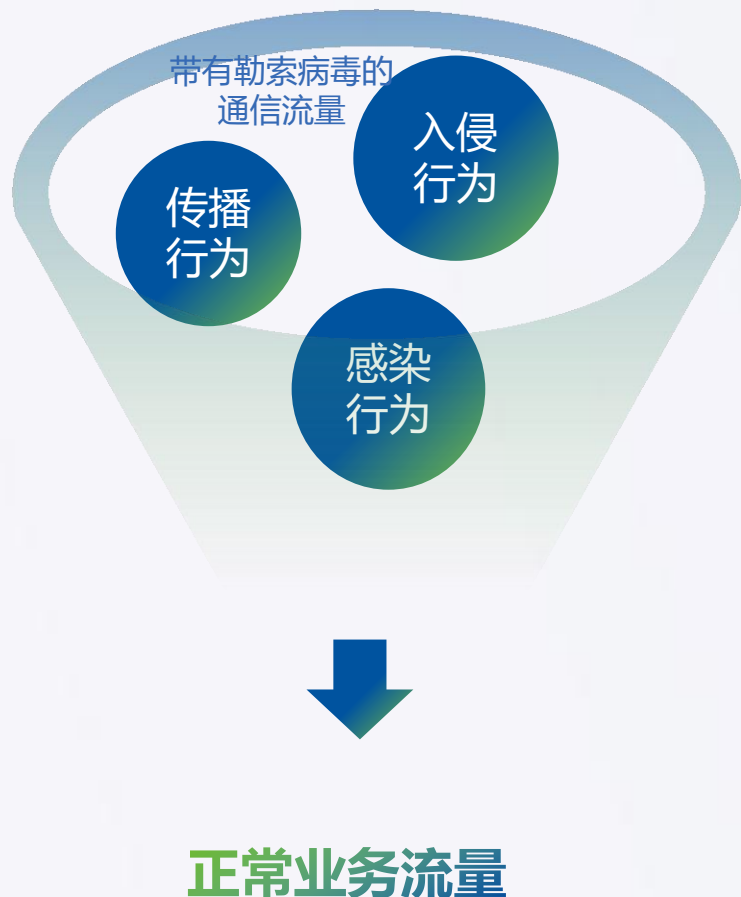 带有勒索病毒的
通信流量
入侵
行为
传播
行为
感染
行为
正常业务流量